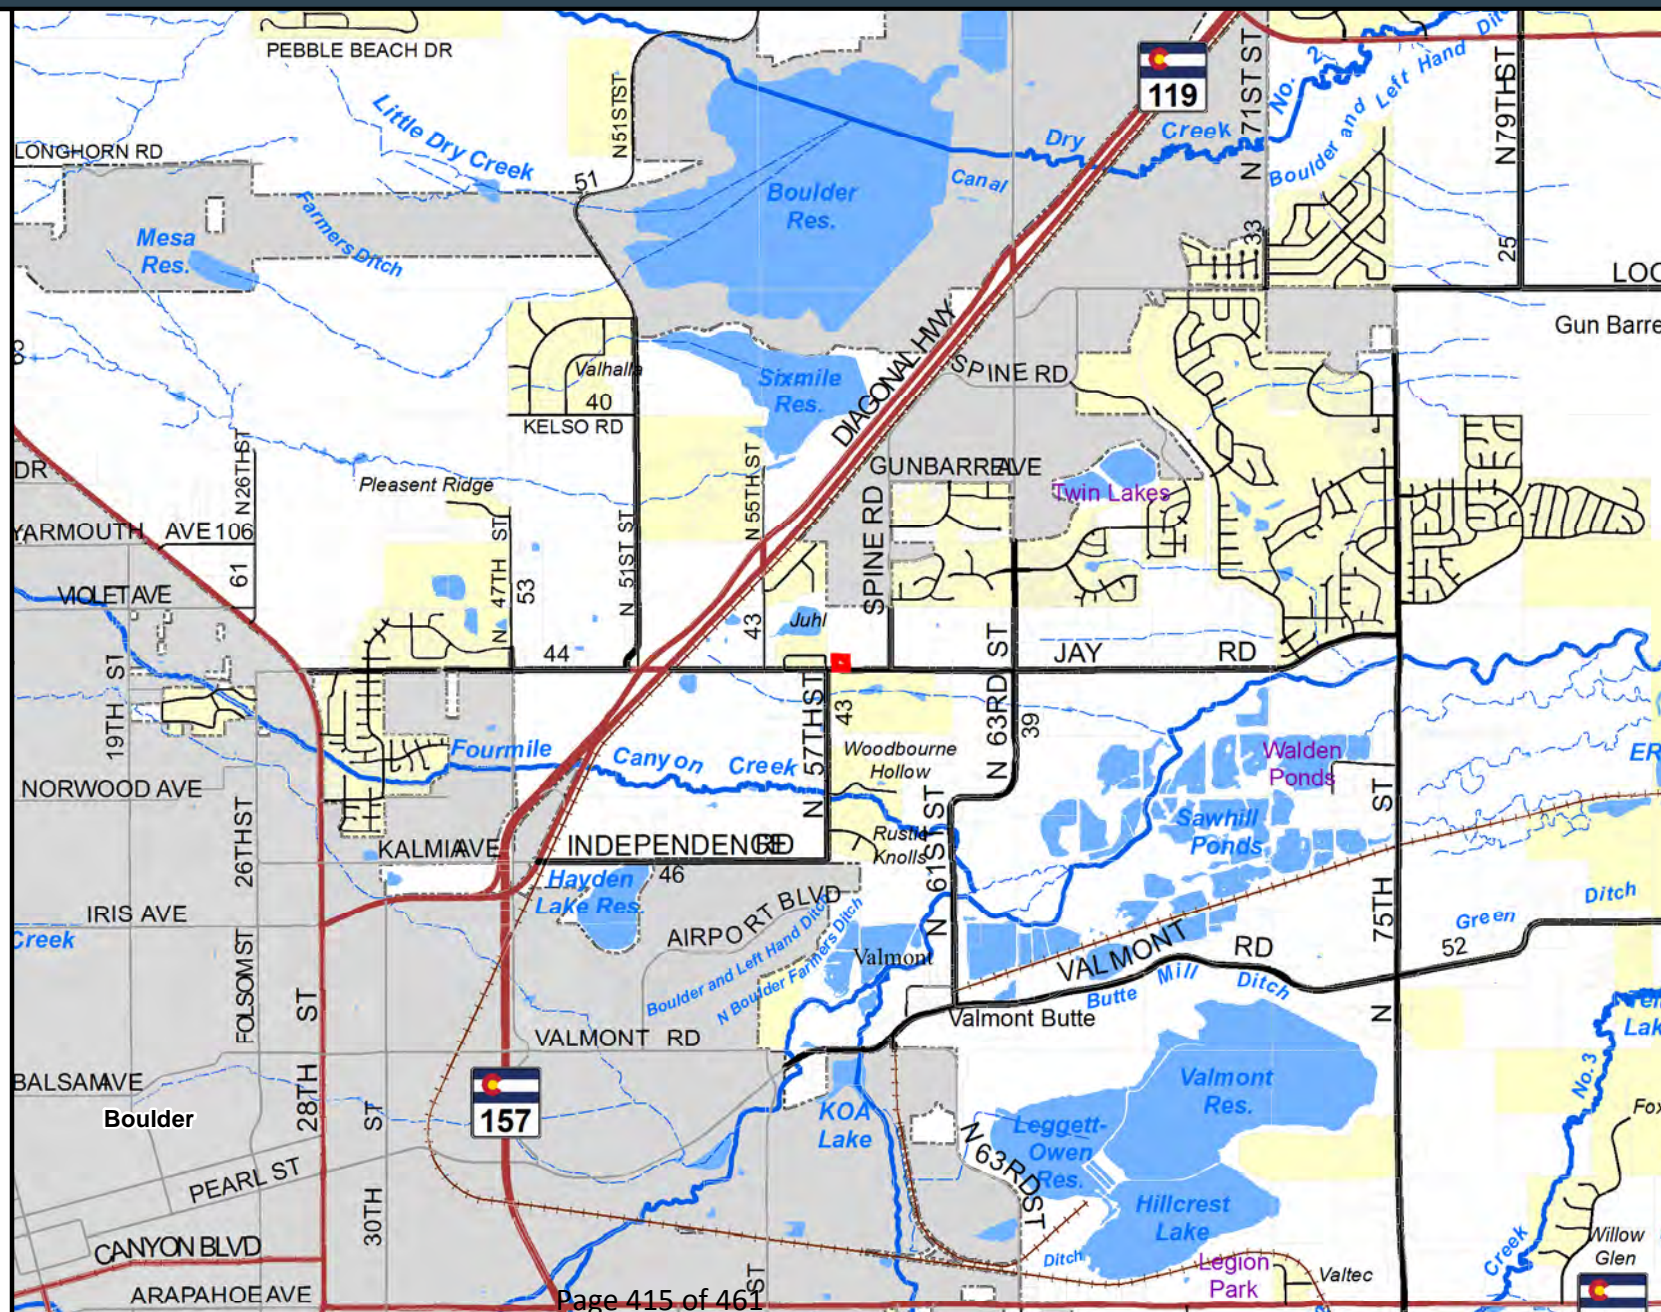 PEBBLE BEACH DR
LONGHORN RD
Little Dry Creek
N 51ST ST
51
Farmers Ditch
Mesa
Res.
Boulder
Res.
Dry
Creek
No. 2
Canal
119
N 71ST ST
Boulder and Left Hand Ditch
N 79TH ST
33
25
Gun Barre
DIAGONAL HWY
SPINE RD
Sixmile
Res.
Valhalla
40
KELSO RD
DR
N 26TH ST
YARMOUTH AVE
106
61
VIOLET AVE
Pleasent Ridge
N 47TH ST
53
N 51ST ST
N 55TH ST
43
GUNBARREL AVE
SPINE RD
Twin Lakes
Juhl
44
JAY RD
19TH ST
N 57TH ST
43
N 63RD ST
39
Fourmile Canyon Creek
Woodbourne
Hollow
Walden
Ponds
NORWOOD AVE
26TH ST
KALMIA AVE
INDEPENDENCE RD
46
Rustic
Knolls
N 61ST ST
Sawhill
Ponds
75TH ST
N
Hayden
Lake Res.
IRIS AVE
Creek
AIRPORT BLVD
Boulder and Left Hand Ditch
N Boulder Farmers Ditch
Valmont
VALMONT RD
52
Green Ditch
Butte Mill Ditch
Valmont Butte
FOLSOM ST
28TH ST
VALMONT RD
BALSAM AVE
Boulder
157
30TH ST
PEARL ST
KOA
Lake
N 63RD ST
Leggett-
Owen
Res.
Valmont
Res.
Hillcrest
Lake
No. 3
Creek
Willow
Glen
CANYON BLVD
ARAPAHOE AVE
ST
Ditch
Legion
Park
Valtec
Page 415 of 461